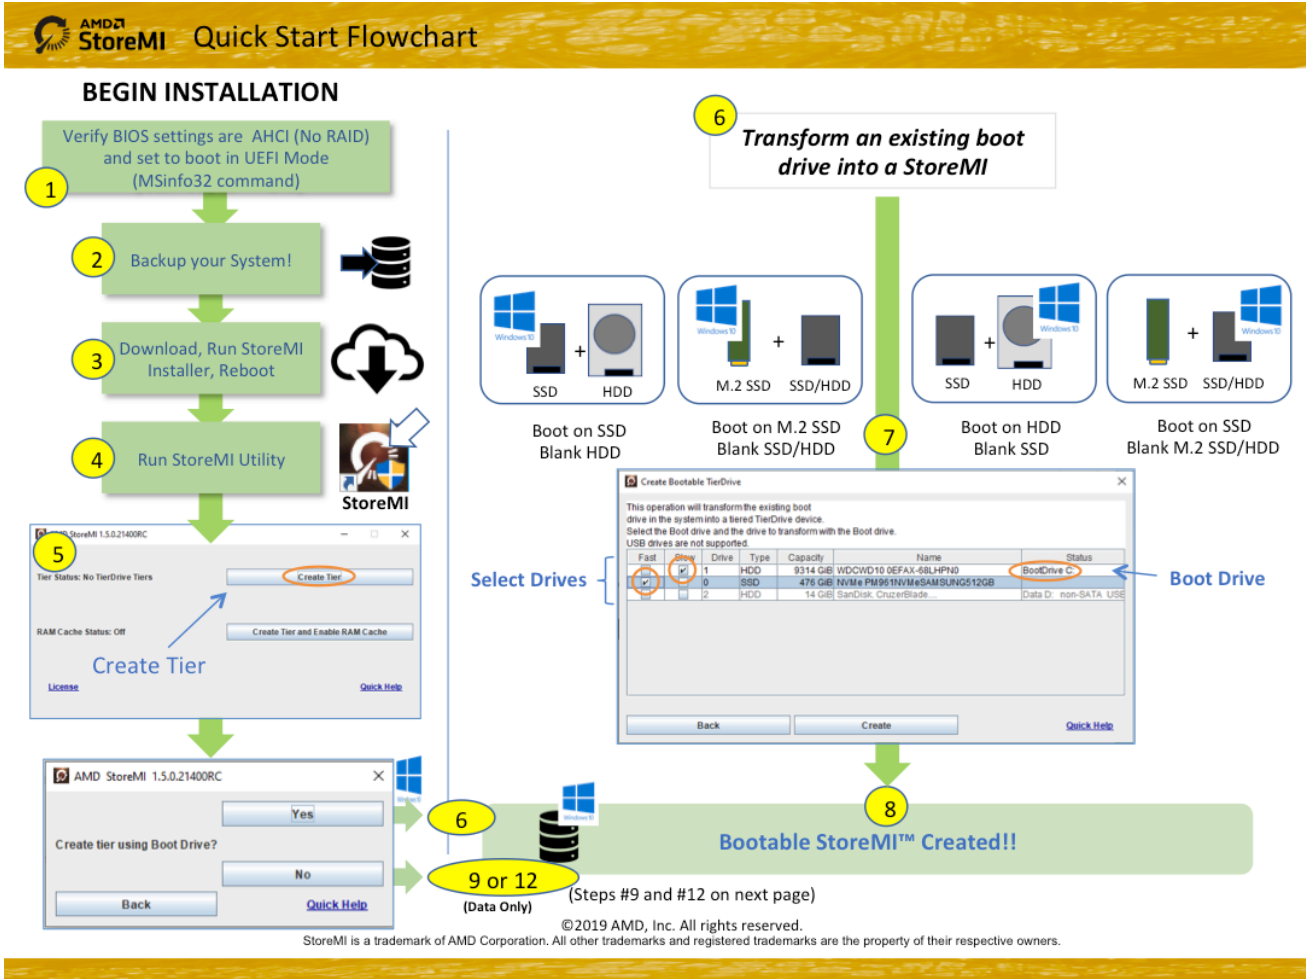 AMD
StoreMI
Quick Start Flowchart
BEGIN INSTALLATION
1
Verify BIOS settings are AHCI (No RAID)
and set to boot in UEFI Mode
(MSinfo32 command)
2
Backup your System!
3
Download, Run StoreMI
Installer, Reboot
4
Run StoreMI Utility
StoreMI
5
StoreMI 1.5.0.21400RC
Tier Status: No TierDrive Tiers
Create Tier
RAM Cache Status: Off
Create Tier and Enable RAM Cache
Create Tier
License
Quick Help
AMD StoreMI 1.5.0.21400RC
Windows10
Yes
Create tier using Boot Drive?
No
Back
Quick Help
6
9 or 12
(Data Only)
(Steps #9 and #12 on next page)
6
Transform an existing boot
drive into a StoreMI
Windows10
+
SSD
HDD
Boot on SSD
Blank HDD
Windows10
+
M.2 SSD
SSD/HDD
Boot on M.2 SSD
Blank SSD/HDD
Windows10
+
SSD
HDD
Boot on HDD
Blank SSD
Windows10
+
M.2 SSD
SSD/HDD
Boot on SSD
Blank M.2 SSD/HDD
7
Create Bootable TierDrive
This operation will transform the existing boot
drive in the system into a tiered TierDrive device.
Select the Boot drive and the drive to transform with the Boot drive.
USB drives are not supported.
Fast Slow Drive Type Capacity Name Status
1 HDD 9314 GiB WDCWD10 0EFAX-68LHPN0 BootDrive C:
0 SSD 476 GiB NVMe PM961NVMeSAMSUNG512GB
2 HDD 14 GiB SanDisk. CruzerBlade... Data D: non-SATA USE
Select Drives
Boot Drive
Back
Create
Quick Help
8
Windows10
Bootable StoreMI™ Created!!
©2019 AMD, Inc. All rights reserved.
StoreMI is a trademark of AMD Corporation. All other trademarks and registered trademarks are the property of their respective owners.